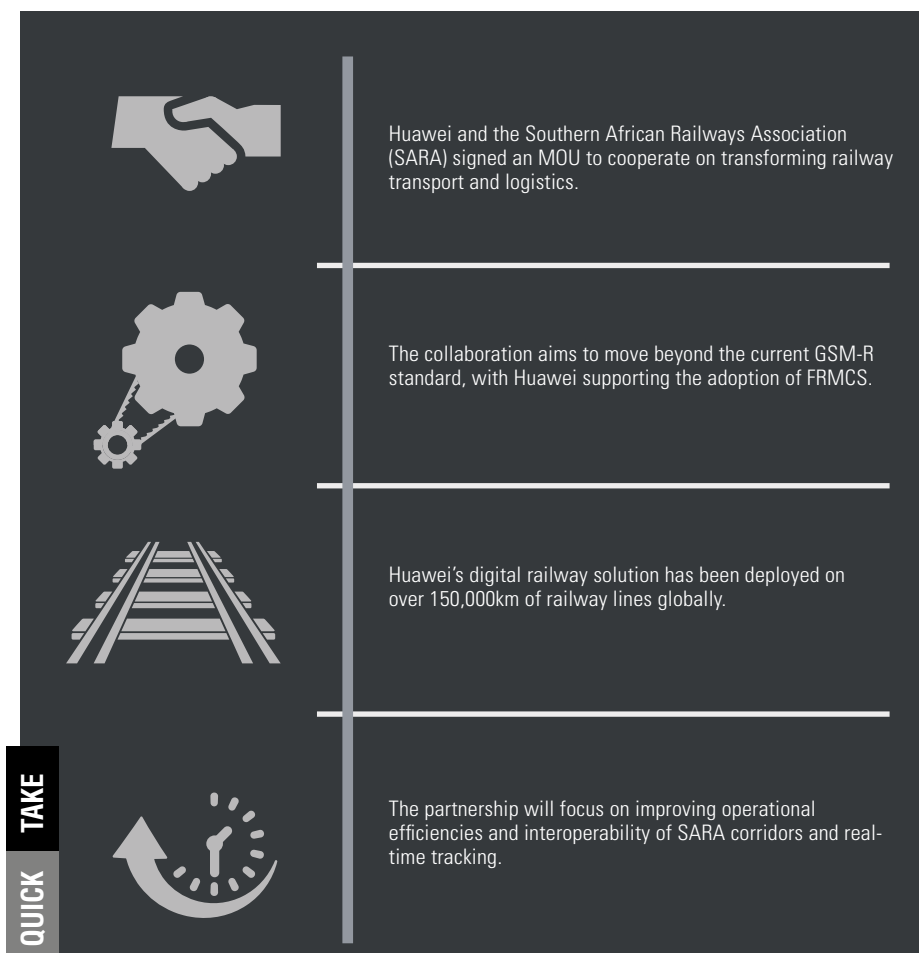 Huawei and the Southern African Railways Association
(SARA) signed an MOU to cooperate on transforming railway
transport and logistics.
The collaboration aims to move beyond the current GSM-R
standard, with Huawei supporting the adoption of FRMCS.
Huawei’s digital railway solution has been deployed on
over 150,000km of railway lines globally.
The partnership will focus on improving operational
efficiencies and interoperability of SARA corridors and real-
time tracking.
QUICK TAKE